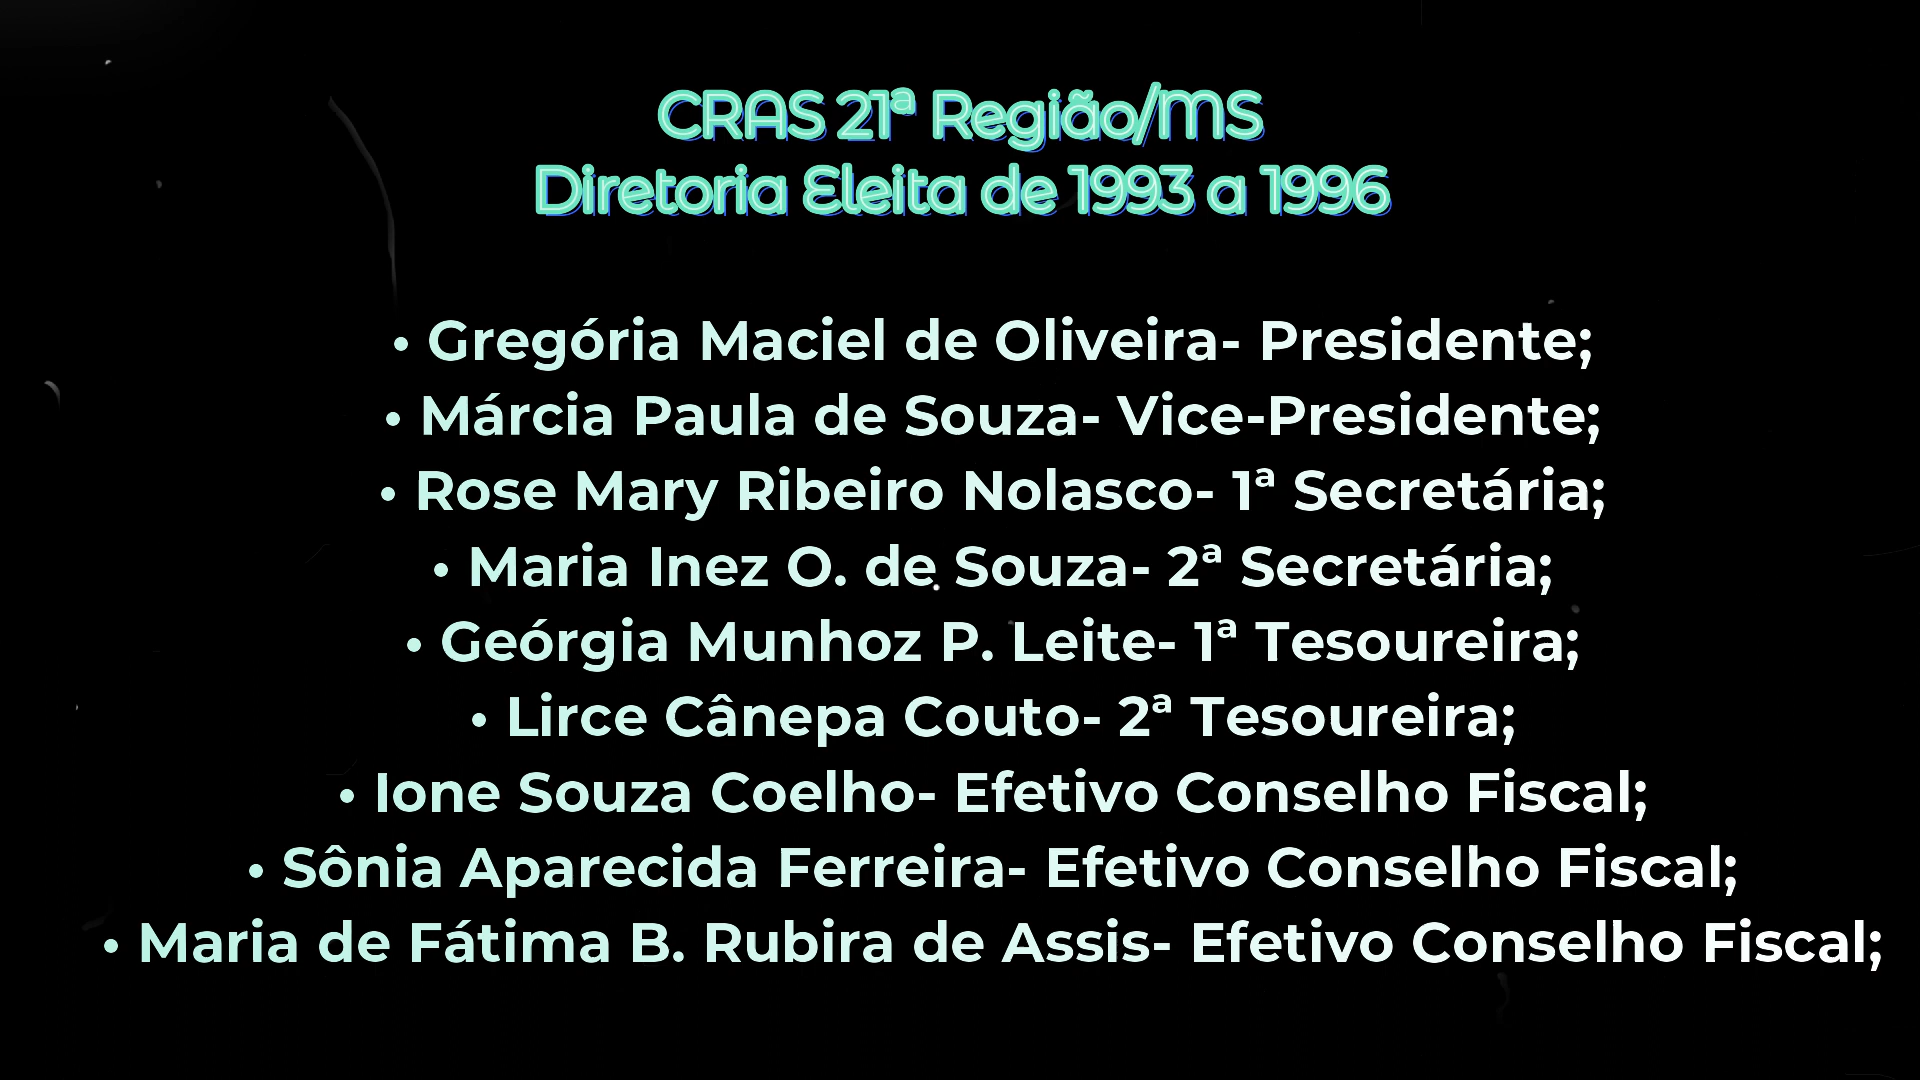 CRAS 21ª Região/MS
Diretoria Eleita de 1993 a 1996
• Gregória Maciel de Oliveira- Presidente;
• Márcia Paula de Souza- Vice-Presidente;
• Rose Mary Ribeiro Nolasco- 1ª Secretária;
• Maria Inez O. de Souza- 2ª Secretária;
• Geórgia Munhoz P. Leite- 1ª Tesoureira;
• Lirce Cânepa Couto- 2ª Tesoureira;
• Ione Souza Coelho- Efetivo Conselho Fiscal;
• Sônia Aparecida Ferreira- Efetivo Conselho Fiscal;
• Maria de Fátima B. Rubira de Assis- Efetivo Conselho Fiscal;